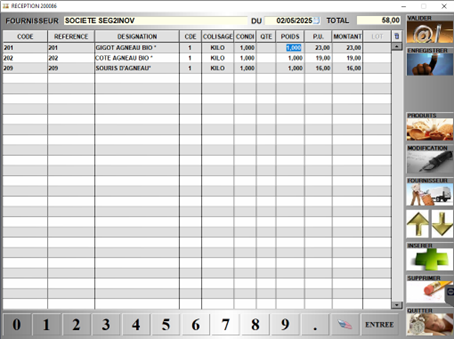 RECEPTION 200086
FOURNISSEUR SOCIETE SEG2INOV DU 02/05/2025 TOTAL 58,00
VALIDER
CODE REFERENCE DESIGNATION CDE COLISAGE CONDI QTE POIDS P.U. MONTANT LOT
201 201 GIGOT AGNEAU BIO * 1 KILO 1,000 1,000 23,00 23,00
202 202 COTE AGNEAU BIO * 1 KILO 1,000 1,000 19,00 19,00
209 209 SOURIS D'AGNEAU* 1 KILO 1,000 1,000 16,00 16,00
ENREGISTRER
PRODUITS
MODIFICATION
FOURNISSEUR
INSERER
SUPPRIMER
QUITTER
0 1 2 3 4 5 6 7 8 9 . ENTREE